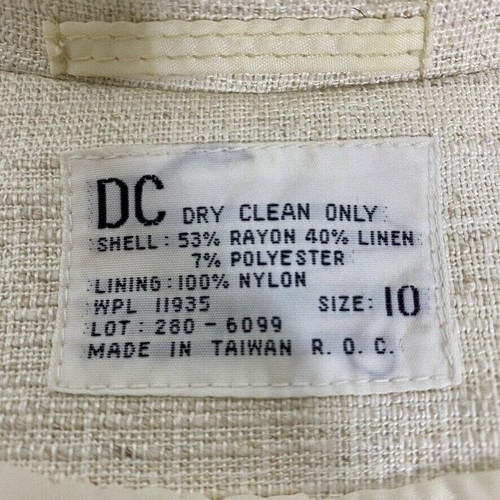 DC DRY CLEAN ONLY
SHELL: 53% RAYON 40% LINEN
7% POLYESTER
LINING: 100% NYLON
WPL 11935 SIZE: 10
LOT: 280-6099
MADE IN TAIWAN R. O. C.